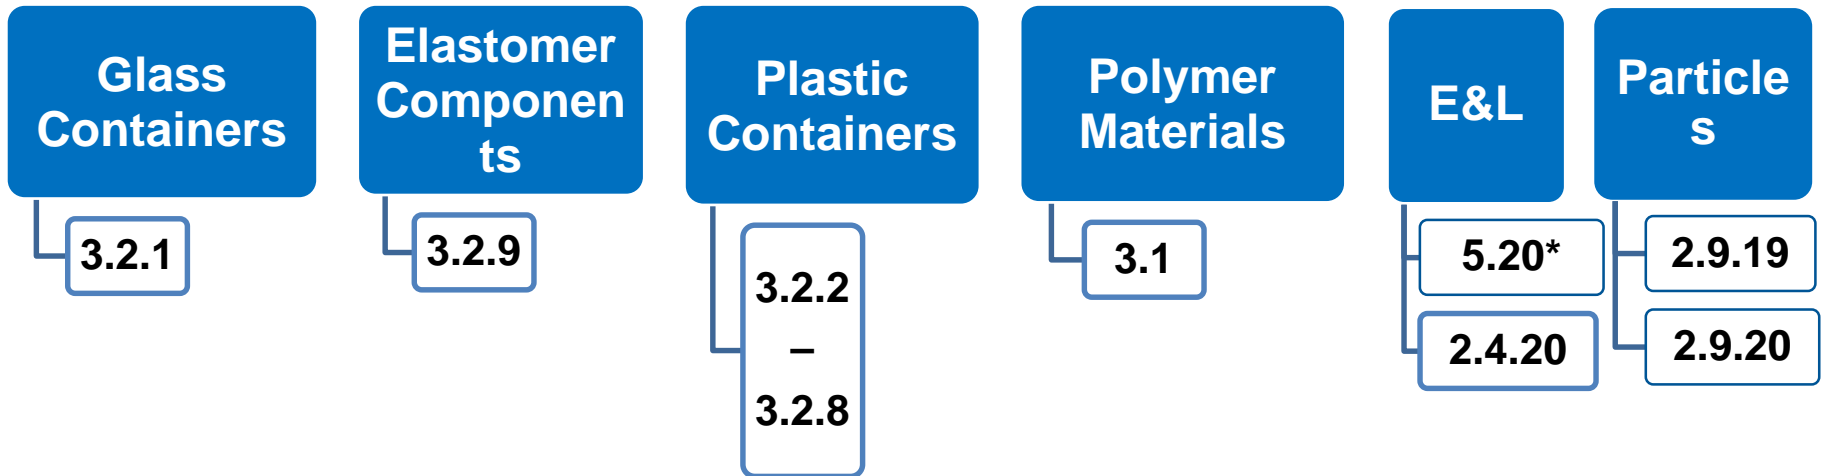 Glass
Containers
3.2.1
Elastomer
Componen
ts
3.2.9
Plastic
Containers
3.2.2
–
3.2.8
Polymer
Materials
3.1
E&L
5.20*
2.4.20
Particle
s
2.9.19
2.9.20